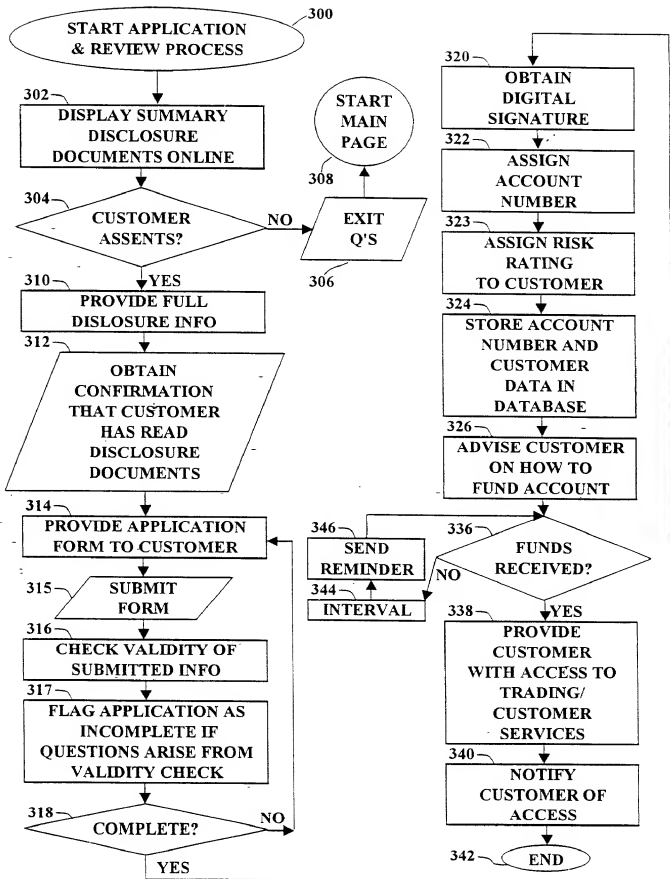 300
START APPLICATION
& REVIEW PROCESS
302
DISPLAY SUMMARY
DISCLOSURE
DOCUMENTS ONLINE
304
CUSTOMER
ASSENTS?
NO
EXIT
Q'S
306
START
MAIN
PAGE
308
YES
310
PROVIDE FULL
DISLOSURE INFO
312
OBTAIN
CONFIRMATION
THAT CUSTOMER
HAS READ
DISCLOSURE
DOCUMENTS
314
PROVIDE APPLICATION
FORM TO CUSTOMER
315
SUBMIT
FORM
316
CHECK VALIDITY OF
SUBMITTED INFO
317
FLAG APPLICATION AS
INCOMPLETE IF
QUESTIONS ARISE FROM
VALIDITY CHECK
318
COMPLETE?
NO
YES
320
OBTAIN
DIGITAL
SIGNATURE
322
ASSIGN
ACCOUNT
NUMBER
323
ASSIGN RISK
RATING
TO CUSTOMER
324
STORE ACCOUNT
NUMBER AND
CUSTOMER
DATA IN
DATABASE
326
ADVISE CUSTOMER
ON HOW TO
FUND ACCOUNT
336
FUNDS
RECEIVED?
NO
344
INTERVAL
346
SEND
REMINDER
YES
338
PROVIDE
CUSTOMER
WITH ACCESS TO
TRADING/
CUSTOMER
SERVICES
340
NOTIFY
CUSTOMER OF
ACCESS
342
END